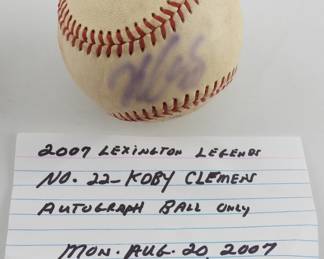 2007 LEXINGTON LEGENDS
NO. 22-KOBY CLEMENS
AUTOGRAPH BALL ONLY
MON. AUG. 20, 2007